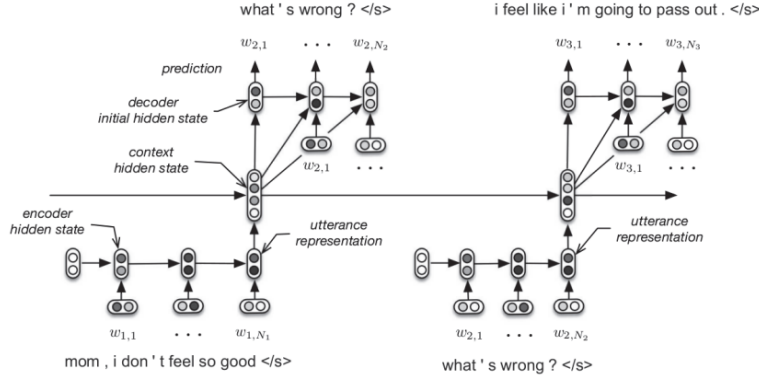 what ' s wrong ? </s>
i feel like i ' m going to pass out . </s>
w2,1 · · · w2,N2
w3,1 · · · w3,N3
prediction
decoder
initial hidden state
w2,1 · · ·
w3,1 · · ·
context
hidden state
encoder
hidden state
utterance
representation
utterance
representation
w1,1 · · · w1,N1
w2,1 · · · w2,N2
mom , i don ' t feel so good </s>
what ' s wrong ? </s>